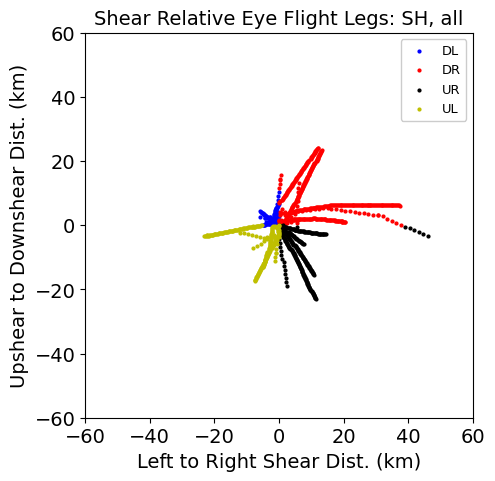 Shear Relative Eye Flight Legs: SH, all
Upshear to Downshear Dist. (km)
60
40
20
0
−20
−40
−60
DL
DR
UR
UL
−60 −40 −20 0 20 40 60
Left to Right Shear Dist. (km)